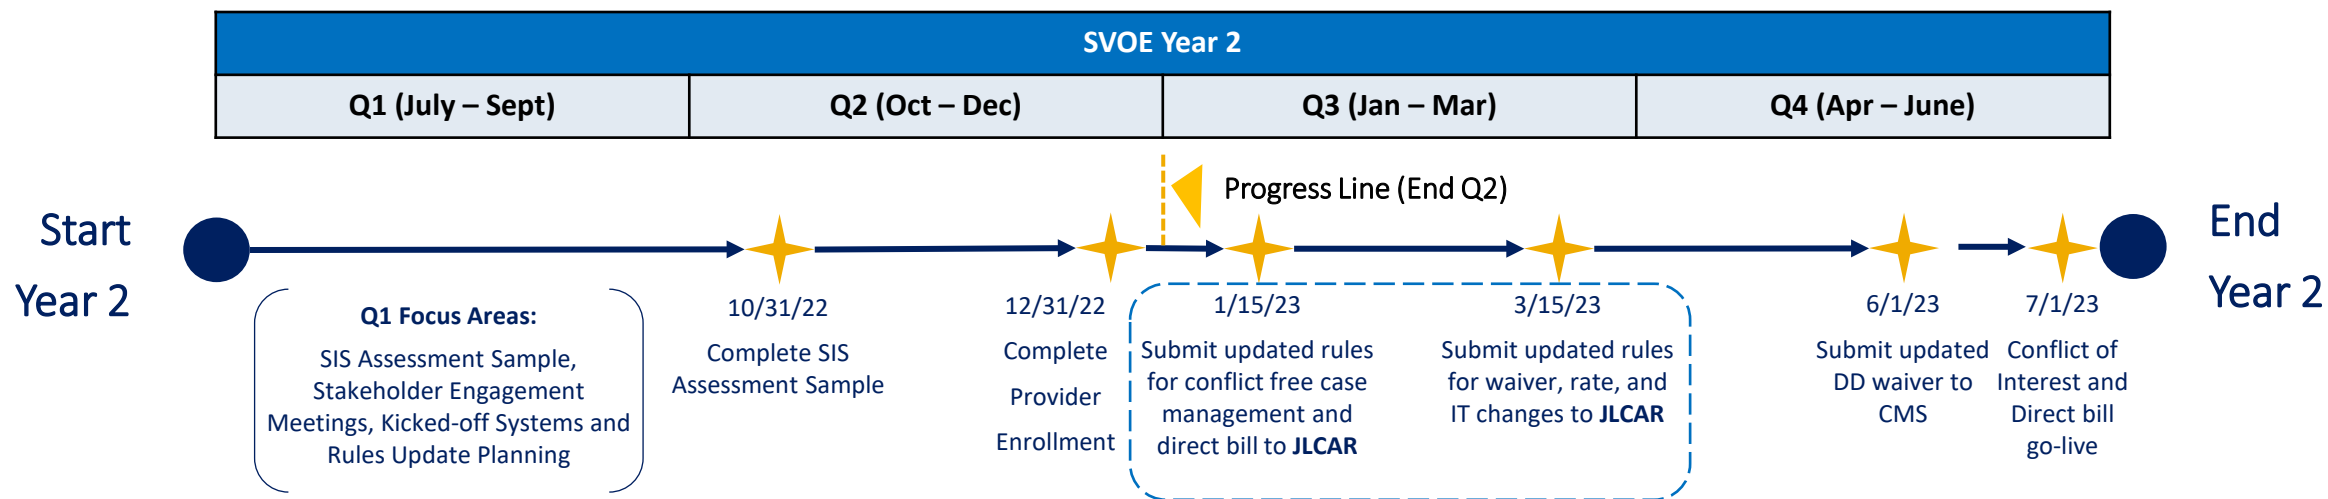 SVOE Year 2
Q1 (July – Sept)
Q2 (Oct – Dec)
Q3 (Jan – Mar)
Q4 (Apr – June)
Progress Line (End Q2)
Start
Year 2
End
Year 2
Q1 Focus Areas:
SIS Assessment Sample,
Stakeholder Engagement
Meetings, Kicked-off Systems and
Rules Update Planning
10/31/22
Complete SIS
Assessment Sample
12/31/22
Complete
Provider
Enrollment
1/15/23
Submit updated rules
for conflict free case
management and
direct bill to JLCAR
3/15/23
Submit updated rules
for waiver, rate, and
IT changes to JLCAR
6/1/23
Submit updated
DD waiver to
CMS
7/1/23
Conflict of
Interest and
Direct bill
go-live